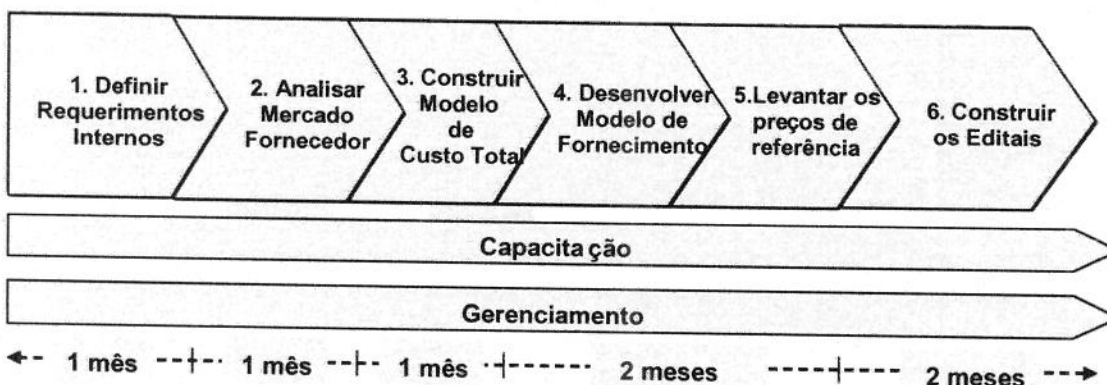 1. Definir
Requerimentos
Internos
2. Analisar
Mercado
Fornecedor
3. Construir
Modelo
de
Custo Total
4. Desenvolver
Modelo de
Fornecimento
5.Levantar os
preços de
referência
6. Construir
os Editais
Capacita ção
Gerenciamento
1 mês 1 mês 1 mês 2 meses 2 meses